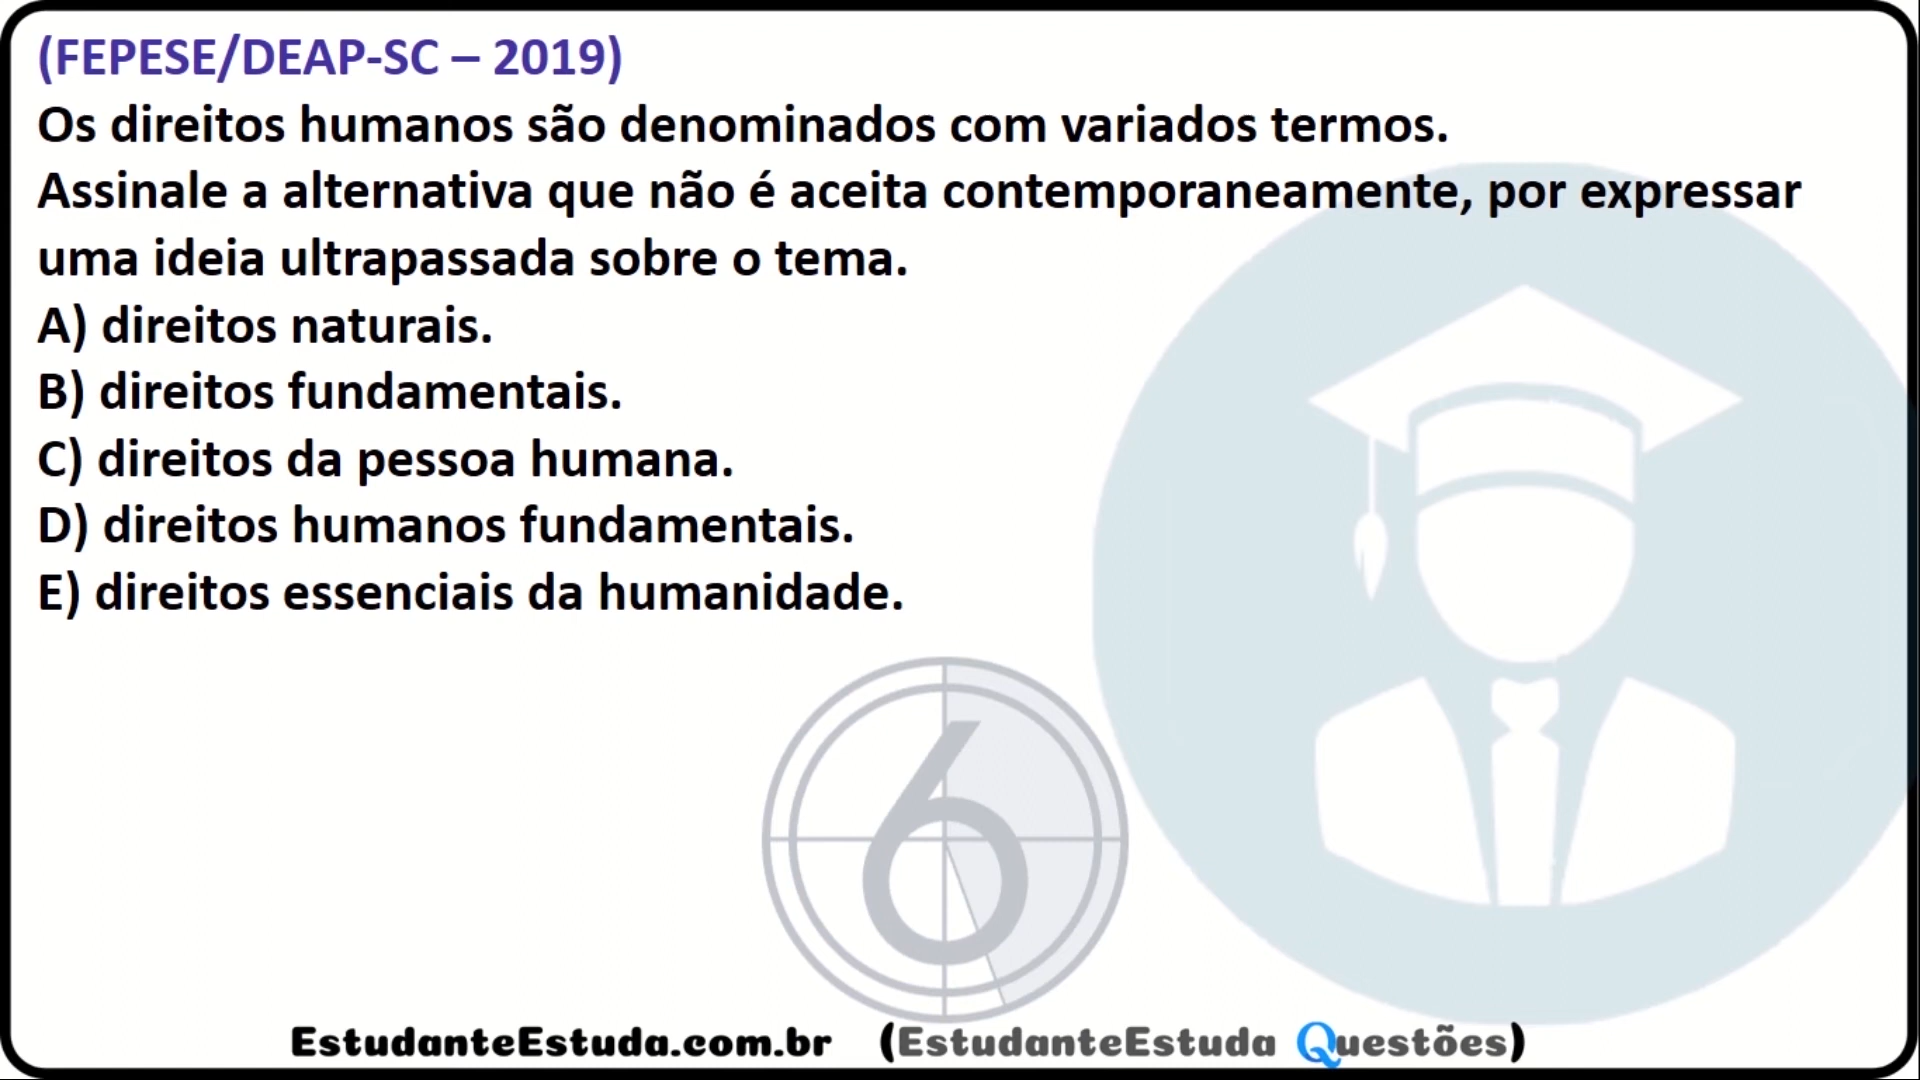 (FEPESE/DEAP-SC – 2019)
Os direitos humanos são denominados com variados termos.
Assinale a alternativa que não é aceita contemporaneamente, por expressar
uma ideia ultrapassada sobre o tema.
A) direitos naturais.
B) direitos fundamentais.
C) direitos da pessoa humana.
D) direitos humanos fundamentais.
E) direitos essenciais da humanidade.
6
EstudanteEstuda.com.br (EstudanteEstuda Questões)